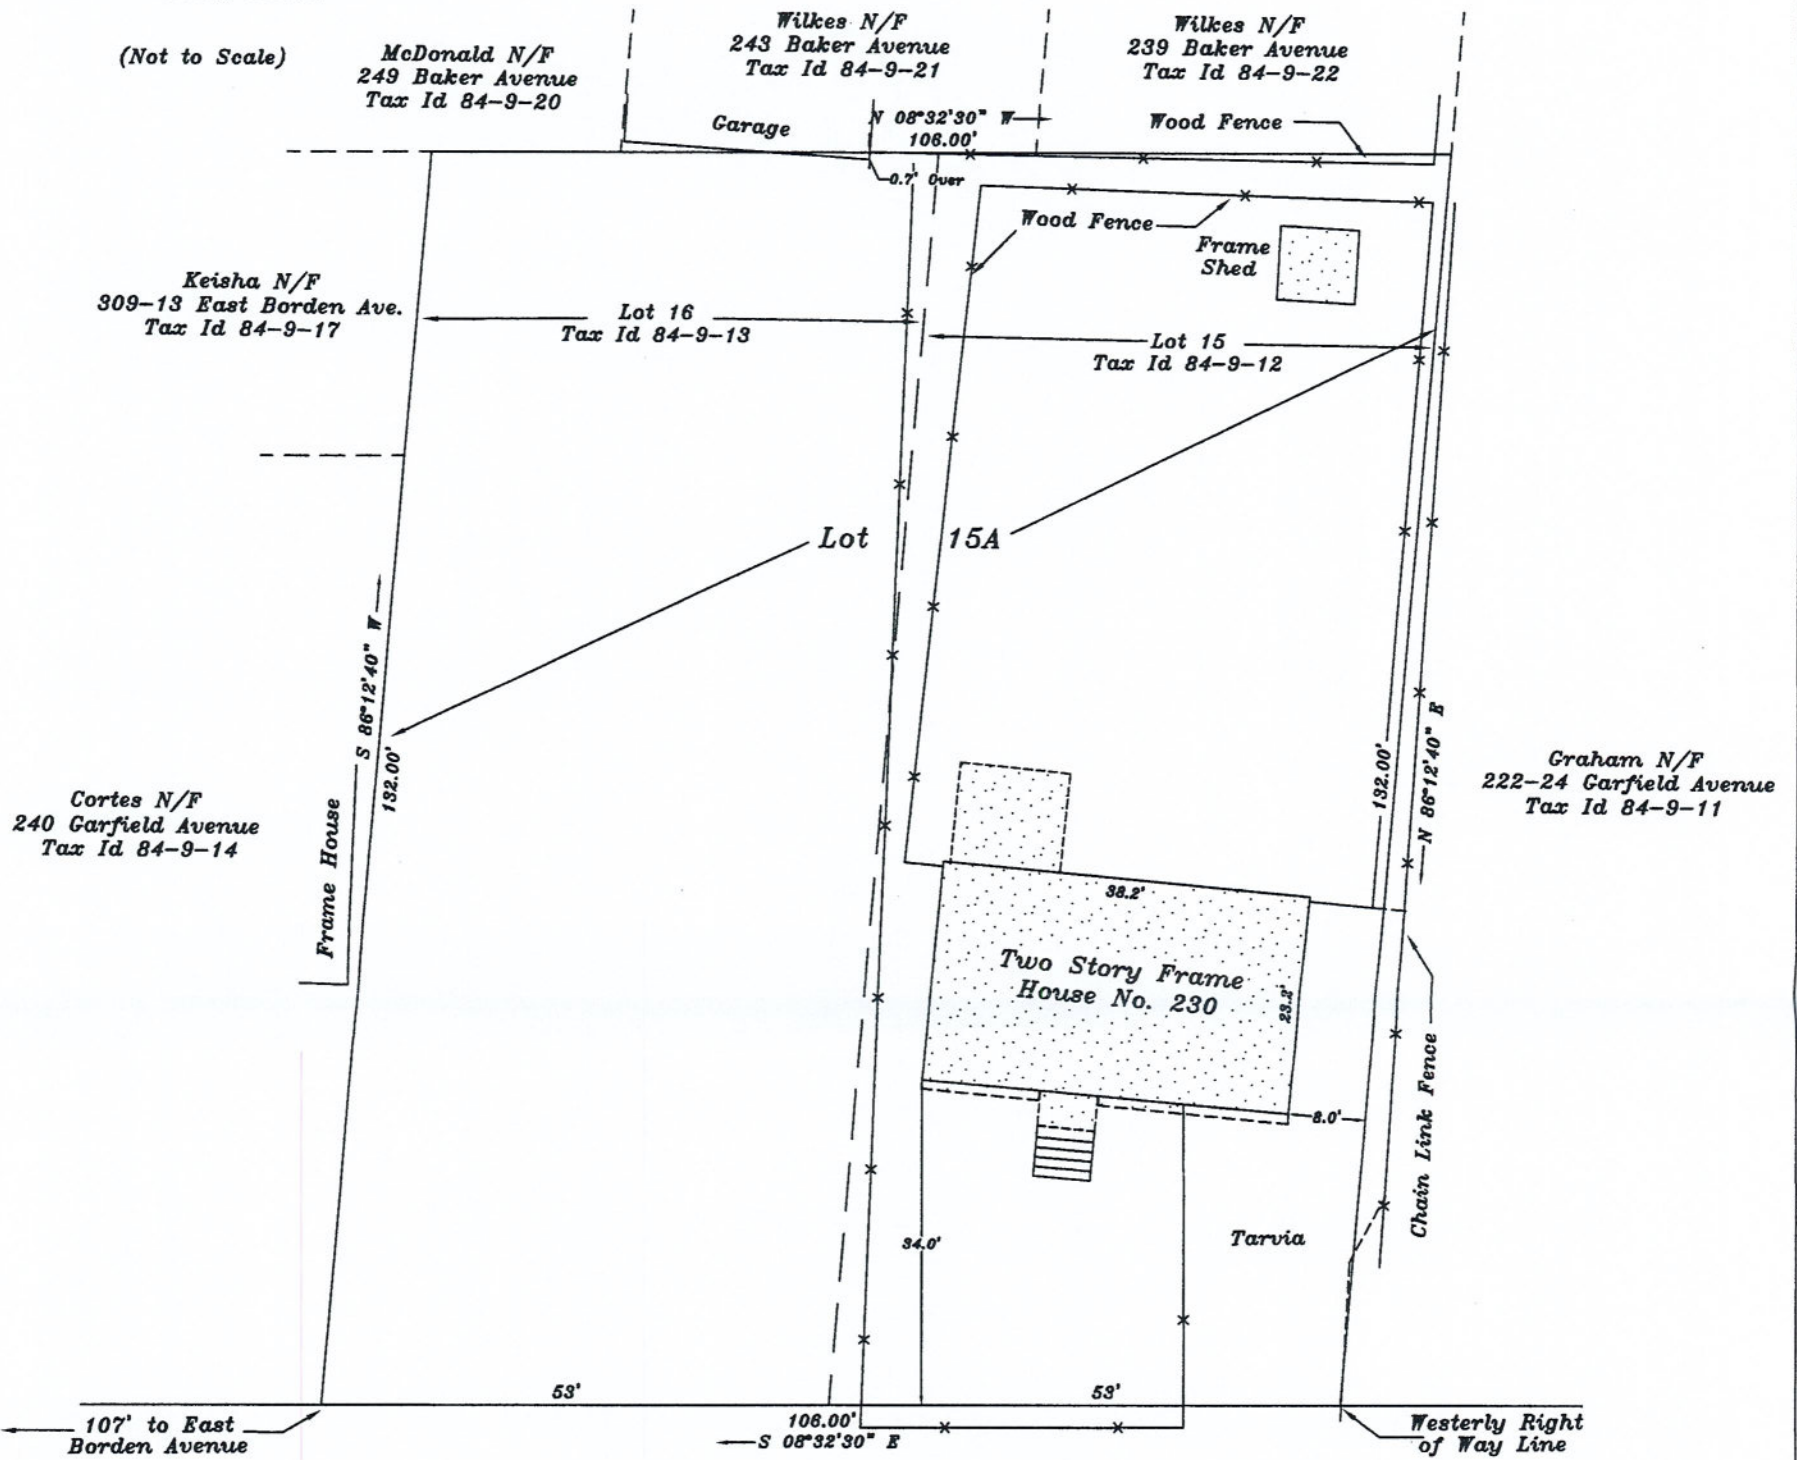 (Not to Scale)
McDonald N/F
249 Baker Avenue
Tax Id 84-9-20
Wilkes N/F
243 Baker Avenue
Tax Id 84-9-21
Wilkes N/F
239 Baker Avenue
Tax Id 84-9-22
Garage
N 08°32'30" W
106.00'
Wood Fence
0.7' Over
Wood Fence
Frame
Shed
Keisha N/F
309-13 East Borden Ave.
Tax Id 84-9-17
Lot 16
Tax Id 84-9-13
Lot 15
Tax Id 84-9-12
Lot 15A
S 86°12'40" W
132.00'
132.00'
N 86°12'40" E
Cortes N/F
240 Garfield Avenue
Tax Id 84-9-14
Frame House
Graham N/F
222-24 Garfield Avenue
Tax Id 84-9-11
38.2'
Two Story Frame
House No. 230
23.2'
8.0'
Chain Link Fence
34.0'
Tarvia
53'
53'
107' to East
Borden Avenue
106.00'
S 08°32'30" E
Westerly Right
of Way Line